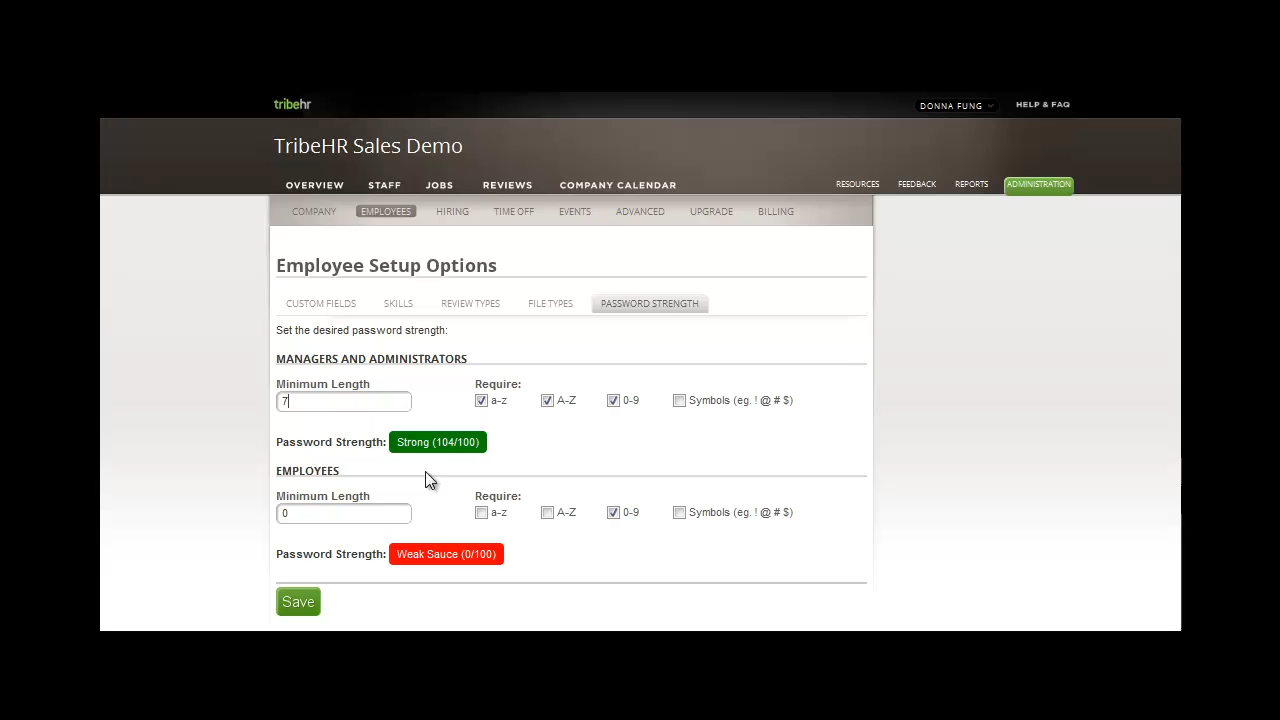 tribehr DONNA FUNG HELP & FAQ
TribeHR Sales Demo
OVERVIEW STAFF JOBS REVIEWS COMPANY CALENDAR RESOURCES FEEDBACK REPORTS ADMINISTRATION
COMPANY EMPLOYEES HIRING TIME OFF EVENTS ADVANCED UPGRADE BILLING
Employee Setup Options
CUSTOM FIELDS SKILLS REVIEW TYPES FILE TYPES PASSWORD STRENGTH
Set the desired password strength:
MANAGERS AND ADMINISTRATORS
Minimum Length Require:
7 a-z A-Z 0-9 Symbols (eg. ! @ # $)
Password Strength: Strong (104/100)
EMPLOYEES
Minimum Length Require:
0 a-z A-Z 0-9 Symbols (eg. ! @ # $)
Password Strength: Weak Sauce (0/100)
Save